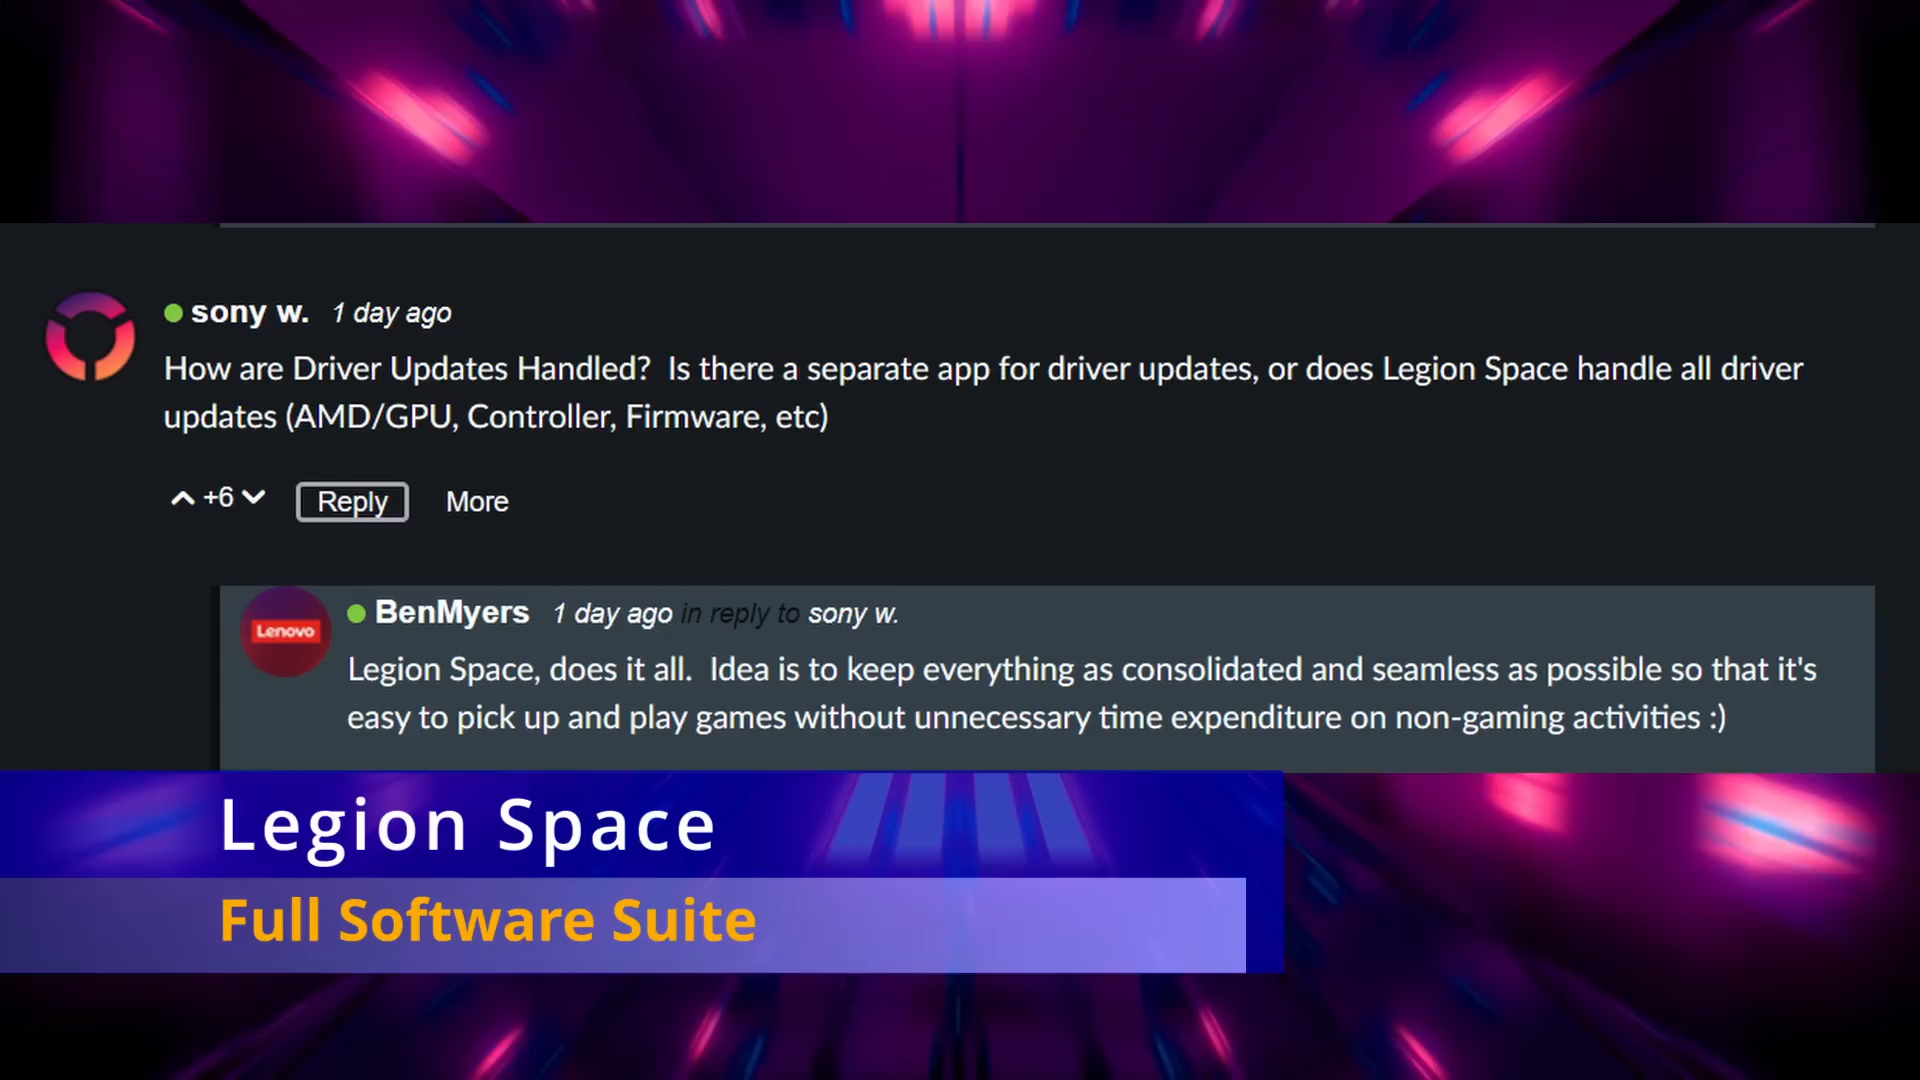 sony w. 1 day ago
How are Driver Updates Handled?  Is there a separate app for driver updates, or does Legion Space handle all driver
updates (AMD/GPU, Controller, Firmware, etc)
+6 Reply More
Lenovo
BenMyers 1 day ago in reply to sony w.
Legion Space, does it all.  Idea is to keep everything as consolidated and seamless as possible so that it's
easy to pick up and play games without unnecessary time expenditure on non-gaming activities :)
Legion Space
Full Software Suite